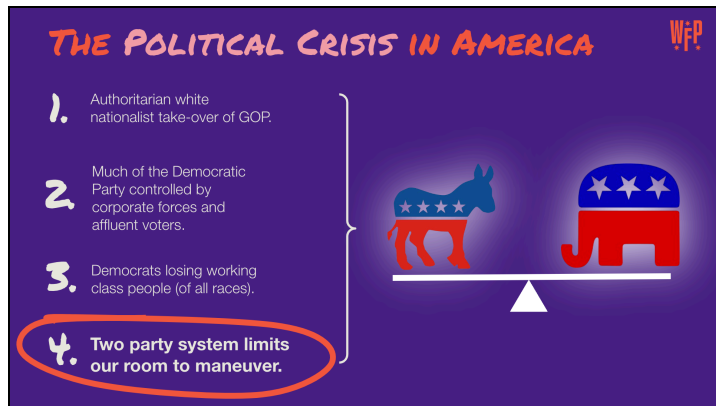 The Political Crisis in America
WFP
1.
Authoritarian white
nationalist take-over of GOP.
2.
Much of the Democratic
Party controlled by
corporate forces and
affluent voters.
3.
Democrats losing working
class people (of all races).
4.
Two party system limits
our room to maneuver.